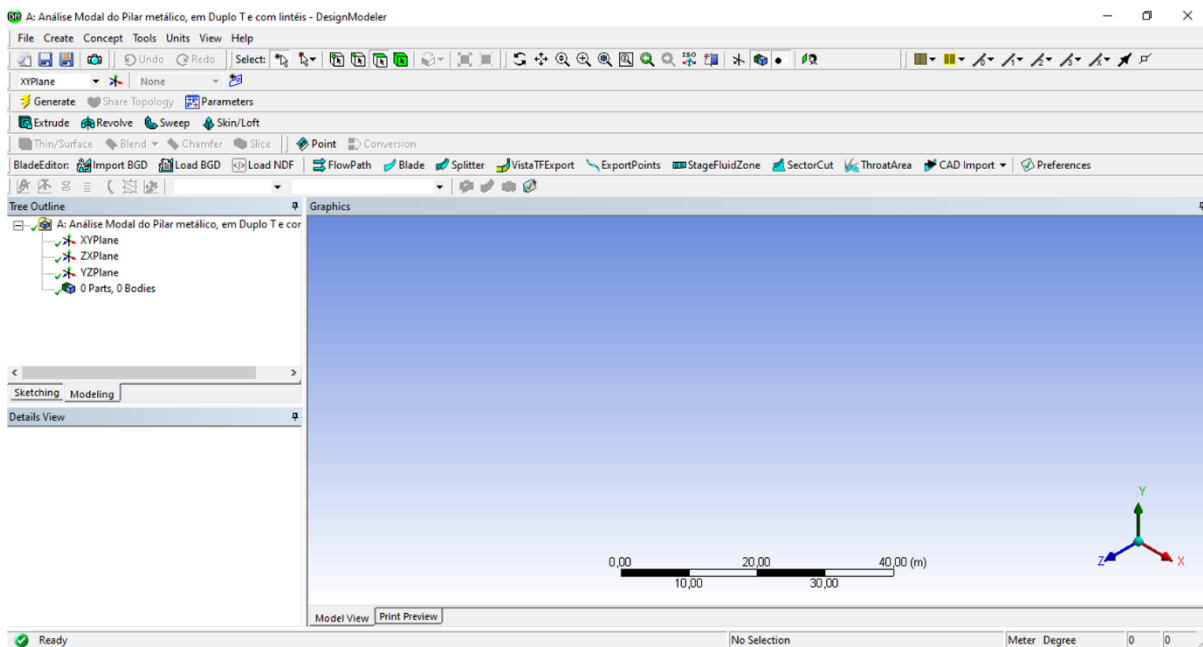 A: Análise Modal do Pilar metálico, em Duplo T e com lintéis - DesignModeler
File Create Concept Tools Units View Help
Undo Redo Select:
XYPlane None
Generate Share Topology Parameters
Extrude Revolve Sweep Skin/Loft
Thin/Surface Blend Chamfer Slice Point Conversion
BladeEditor: Import BGD Load BGD Load NDF FlowPath Blade Splitter VistaTFExport ExportPoints StageFluidZone SectorCut ThroatArea CAD Import Preferences
Tree Outline
A: Análise Modal do Pilar metálico, em Duplo T e cor
XYPlane
ZXPlane
YZPlane
0 Parts, 0 Bodies
Sketching Modeling
Details View
Graphics
Y
Z X
0,00 20,00 40,00 (m)
10,00 30,00
Model View Print Preview
Ready No Selection Meter Degree 0 0